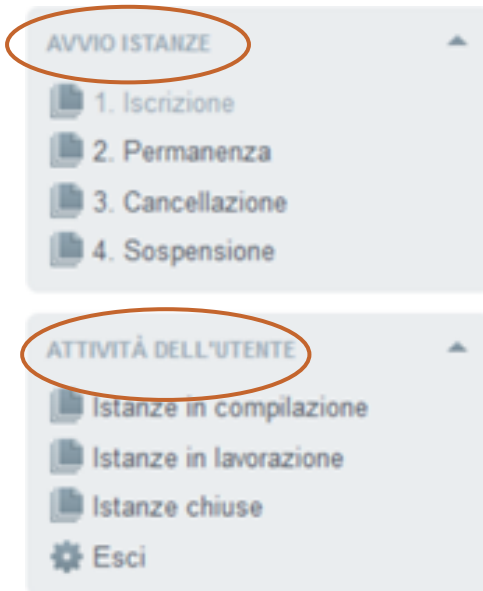 AVVIO ISTANZE
1. Iscrizione
2. Permanenza
3. Cancellazione
4. Sospensione
ATTIVITÀ DELL'UTENTE
Istanze in compilazione
Istanze in lavorazione
Istanze chiuse
Esci